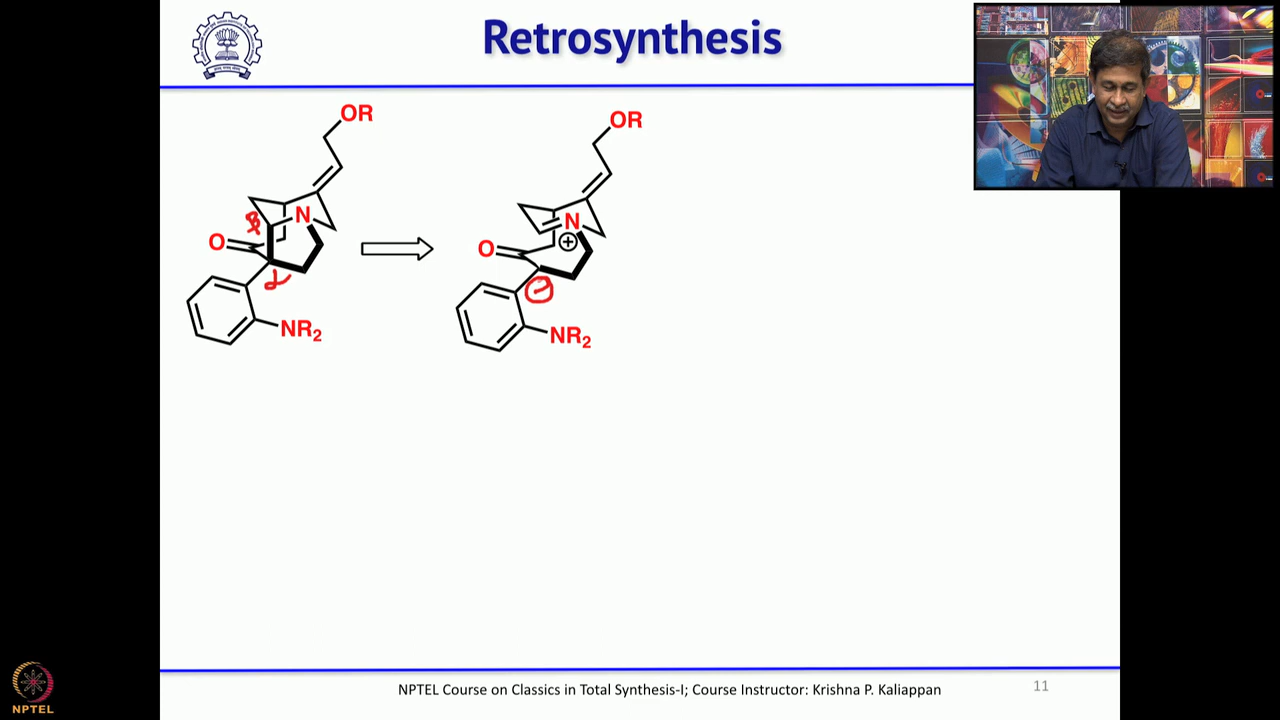 Retrosynthesis
OR
N
O
β
α
NR2
OR
N
⊕
O
⊖
NR2
NPTEL Course on Classics in Total Synthesis-I; Course Instructor: Krishna P. Kaliappan
11
NPTEL